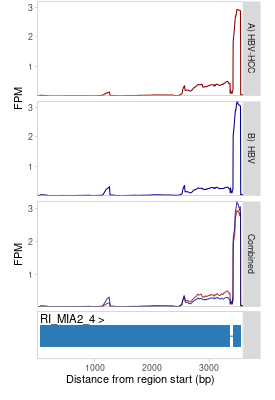 3
2
1
FPM
A) HBV-HCC
3
2
1
B) HBV
3
2
1
FPM
Combined
RI_MIA2_4 >
1000 2000 3000
Distance from region start (bp)